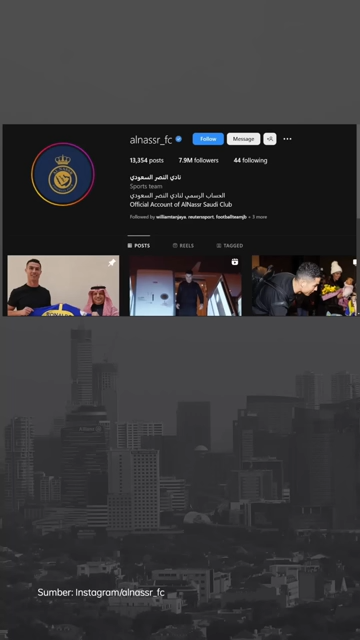 alnassr_fc
Follow
Message
13,354 posts
7.9M followers
44 following
نادي النصر السعودي
Sports team
الحساب الرسمي لنادي النصر السعودي
Official Account of AlNassr Saudi Club
Followed by williamtanjaya, reuterssport, footballteamjb + 3 more
POSTS
REELS
TAGGED
Sumber: Instagram/alnassr_fc